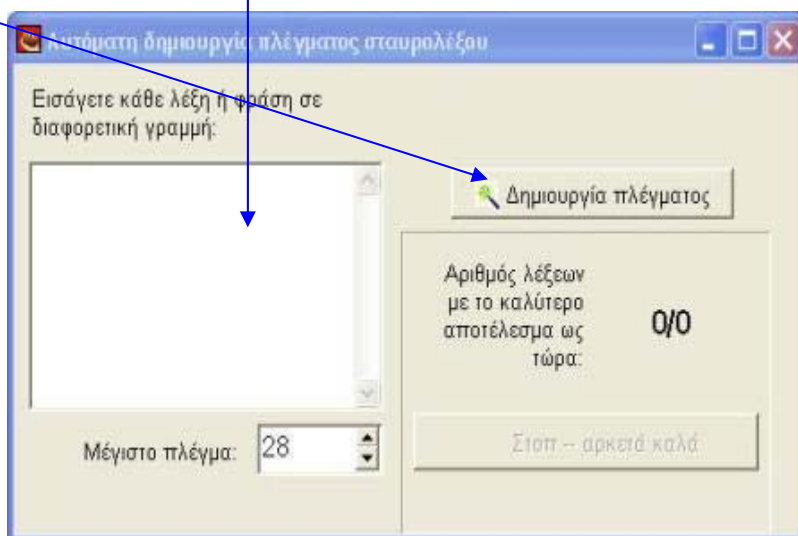 Αυτόματη δημιουργία πλέγματος σταυρολέξου
Εισάγετε κάθε λέξη ή φράση σε
διαφορετική γραμμή:
Δημιουργία πλέγματος
Αριθμός λέξεων
με το καλύτερο
αποτέλεσμα ως
τώρα:
0/0
Μέγιστο πλέγμα:
28
Στοπ -- αρκετά καλά